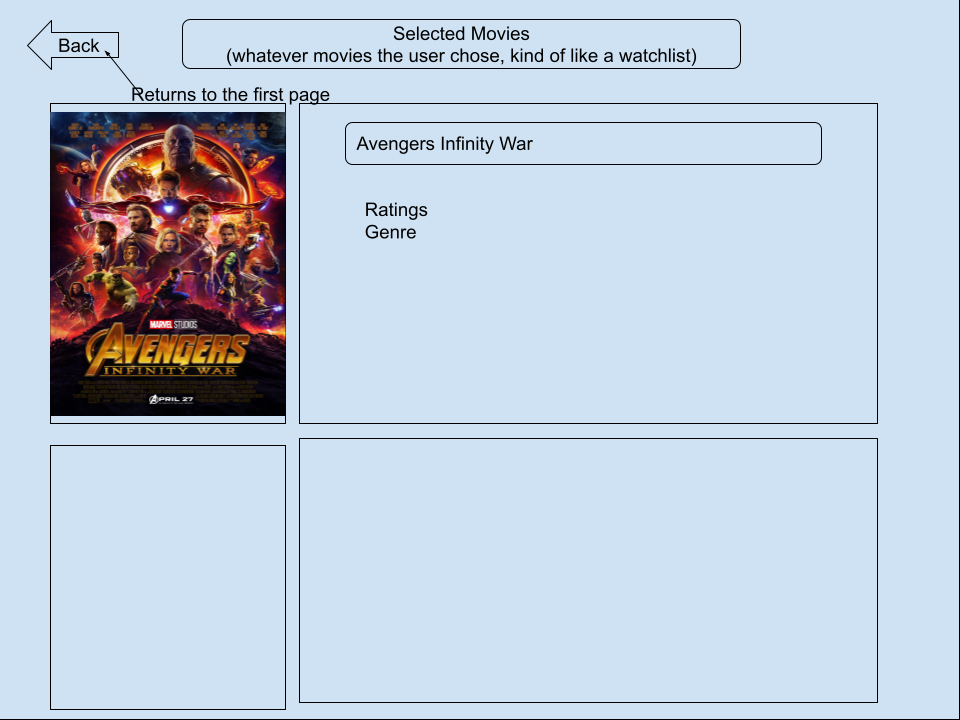 Selected Movies
(whatever movies the user chose, kind of like a watchlist)
Back
Returns to the first page
Avengers Infinity War
Ratings
Genre
MARVEL STUDIOS
AVENGERS
INFINITY WAR
APRIL 27